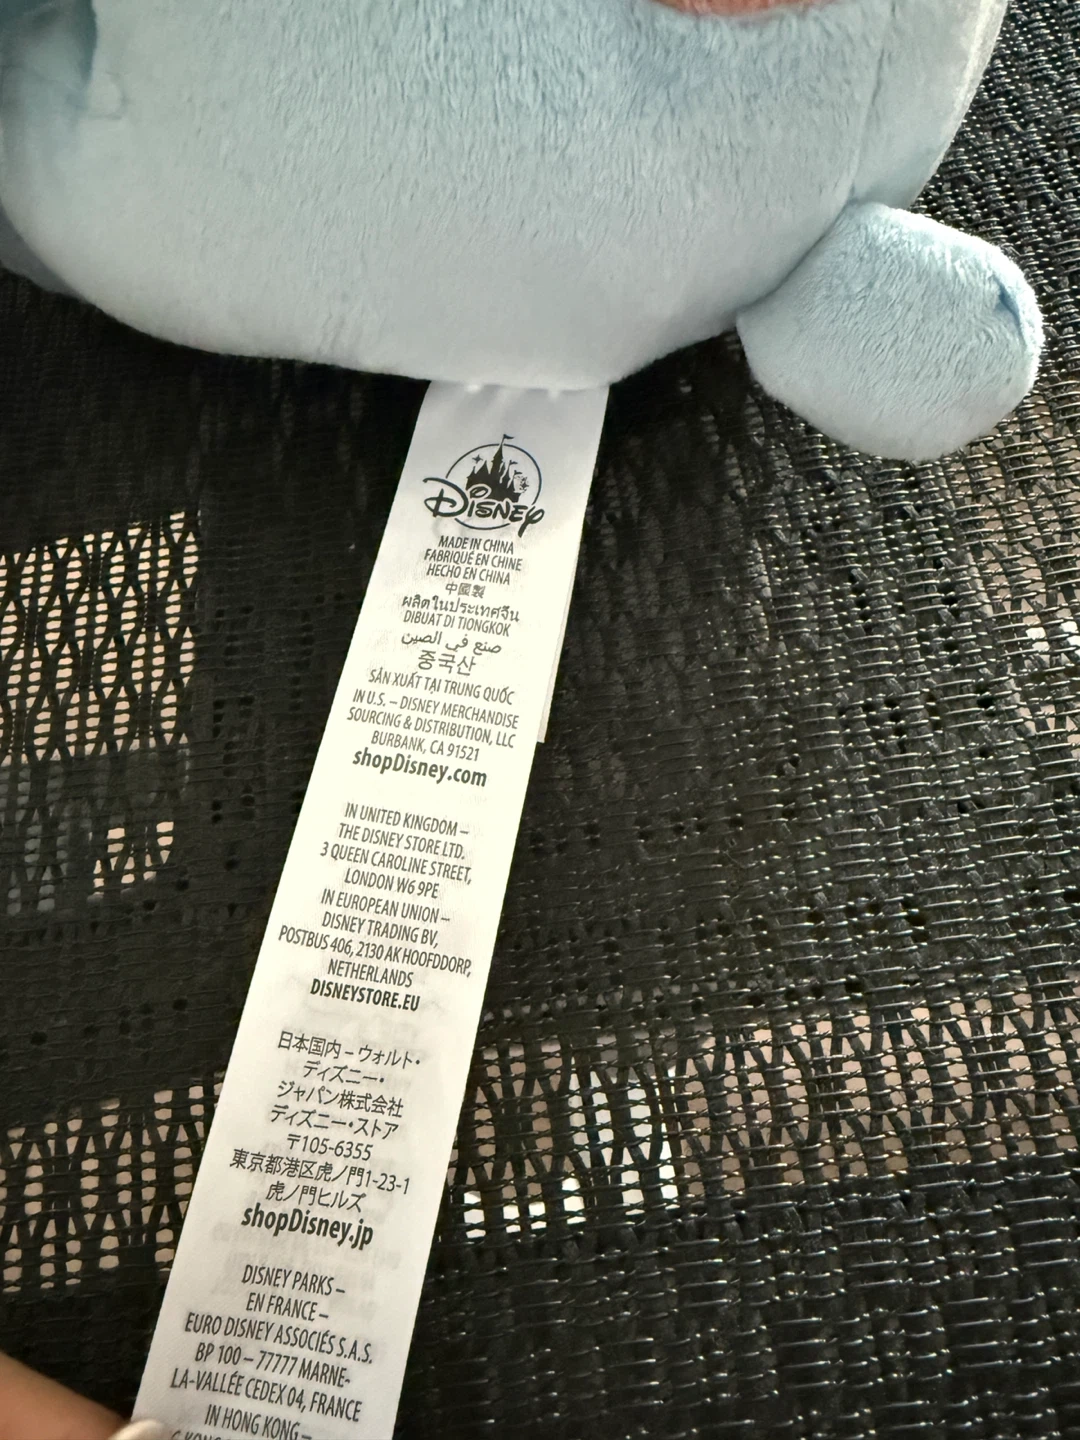 Disney
MADE IN CHINA
FABRIQUÉ EN CHINE
HECHO EN CHINA
中國製
ผลิตในประเทศจีน
DIBUAT DI TIONGKOK
صنع في الصين
중국산
SẢN XUẤT TẠI TRUNG QUỐC
IN U.S. – DISNEY MERCHANDISE
SOURCING & DISTRIBUTION, LLC
BURBANK, CA 91521
shopDisney.com
IN UNITED KINGDOM –
THE DISNEY STORE LTD.
3 QUEEN CAROLINE STREET,
LONDON W6 9PE
IN EUROPEAN UNION –
DISNEY TRADING BV,
POSTBUS 406, 2130 AK HOOFDDORP,
NETHERLANDS
DISNEYSTORE.EU
日本国内－ウォルト・
ディズニー・
ジャパン株式会社
ディズニー・ストア
〒105-6355
東京都港区虎ノ門1-23-1
虎ノ門ヒルズ
shopDisney.jp
DISNEY PARKS –
EN FRANCE –
EURO DISNEY ASSOCIÉS S.A.S.
BP 100 – 77777 MARNE-
LA-VALLÉE CEDEX 04, FRANCE
IN HONG KONG –